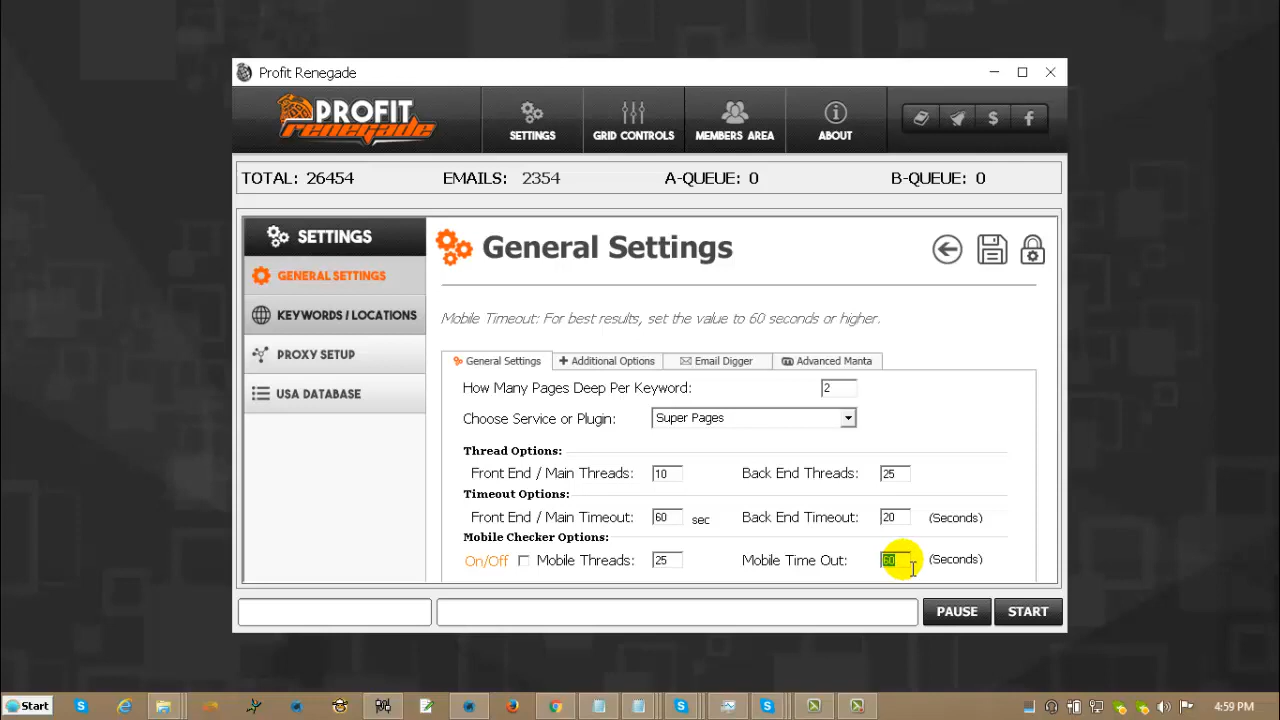 Profit Renegade
PROFIT
renegade
SETTINGS
GRID CONTROLS
MEMBERS AREA
ABOUT
$
f
TOTAL: 26454
EMAILS: 2354
A-QUEUE: 0
B-QUEUE: 0
SETTINGS
GENERAL SETTINGS
KEYWORDS / LOCATIONS
PROXY SETUP
USA DATABASE
General Settings
Mobile Timeout: For best results, set the value to 60 seconds or higher.
General Settings
Additional Options
Email Digger
Advanced Manta
How Many Pages Deep Per Keyword: 2
Choose Service or Plugin: Super Pages
Thread Options:
Front End / Main Threads: 10 Back End Threads: 25
Timeout Options:
Front End / Main Timeout: 60 sec Back End Timeout: 20 (Seconds)
Mobile Checker Options:
On/Off Mobile Threads: 25 Mobile Time Out: 60 (Seconds)
PAUSE
START
Start
4:59 PM